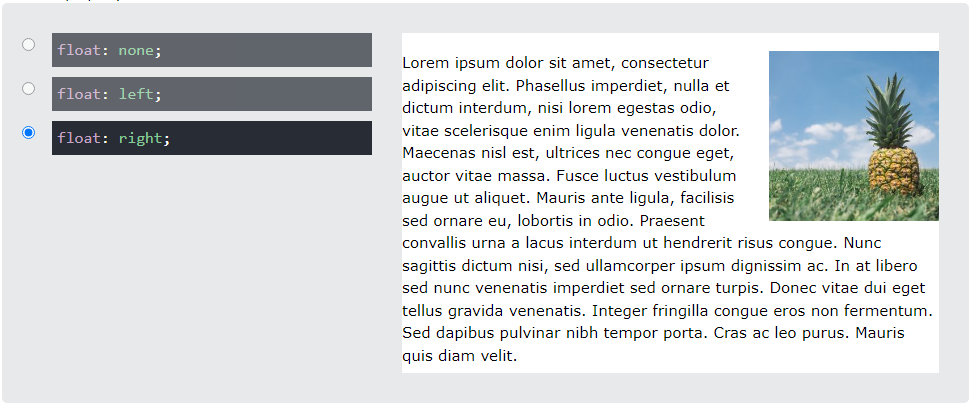 float: none;
float: left;
float: right;
Lorem ipsum dolor sit amet, consectetur
adipiscing elit. Phasellus imperdiet, nulla et
dictum interdum, nisi lorem egestas odio,
vitae scelerisque enim ligula venenatis dolor.
Maecenas nisl est, ultrices nec congue eget,
auctor vitae massa. Fusce luctus vestibulum
augue ut aliquet. Mauris ante ligula, facilisis
sed ornare eu, lobortis in odio. Praesent
convallis urna a lacus interdum ut hendrerit risus congue. Nunc
sagittis dictum nisi, sed ullamcorper ipsum dignissim ac. In at libero
sed nunc venenatis imperdiet sed ornare turpis. Donec vitae dui eget
tellus gravida venenatis. Integer fringilla congue eros non fermentum.
Sed dapibus pulvinar nibh tempor porta. Cras ac leo purus. Mauris
quis diam velit.